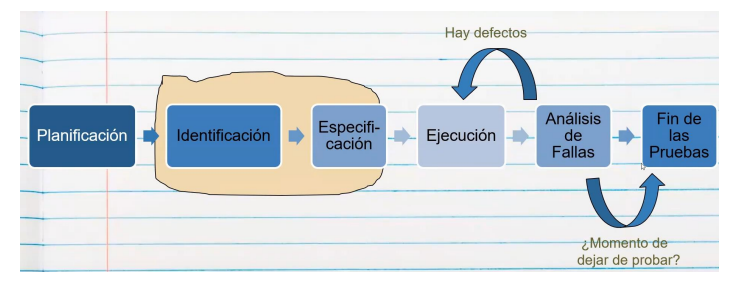 Hay defectos
Planificación
Identificación
Especifi-
cación
Ejecución
Análisis
de
Fallas
Fin de
las
Pruebas
¿Momento de
dejar de probar?